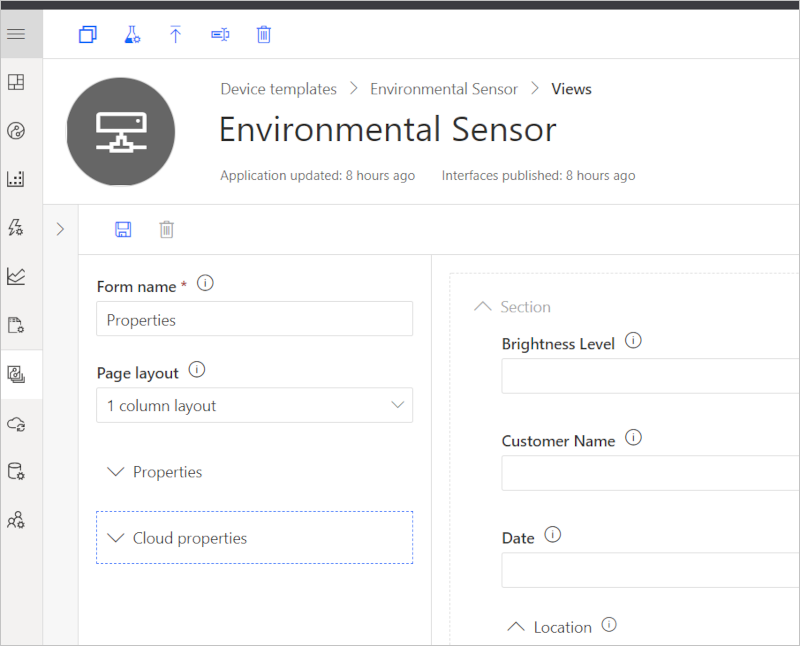 Device templates > Environmental Sensor > Views
Environmental Sensor
Application updated: 8 hours ago Interfaces published: 8 hours ago
Form name *
Properties
Page layout
1 column layout
Properties
Cloud properties
Section
Brightness Level
Customer Name
Date
Location